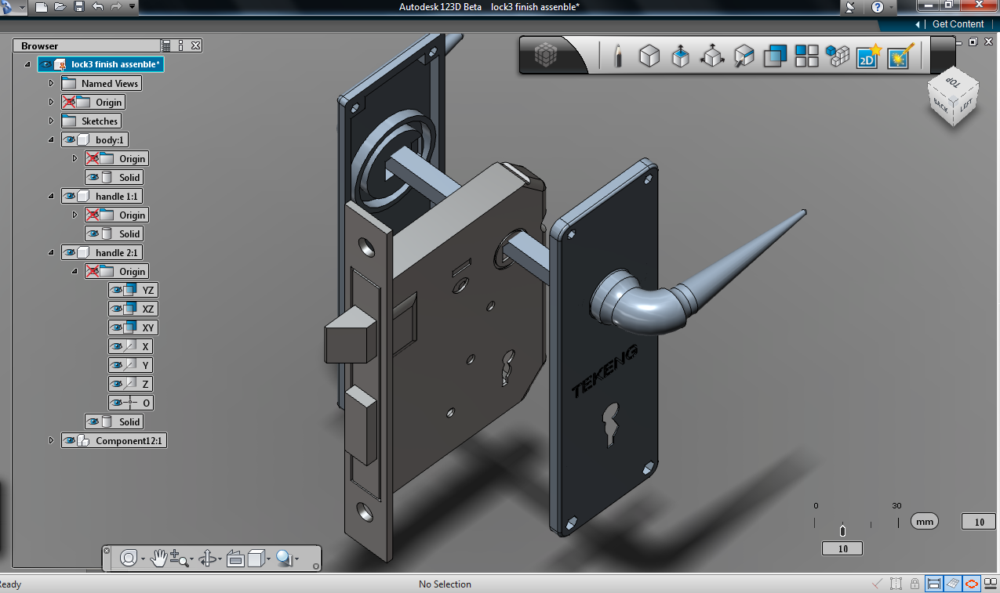 Autodesk 123D Beta lock3 finish assenble*
Get Content
Browser
lock3 finish assenble*
Named Views
Origin
Sketches
body:1
Origin
Solid
handle 1:1
Origin
Solid
handle 2:1
Origin
YZ
XZ
XY
X
Y
Z
O
Solid
Component12:1
2D
TOP
BACK
LEFT
TEKENG
0 30
mm
10
10
Ready
No Selection